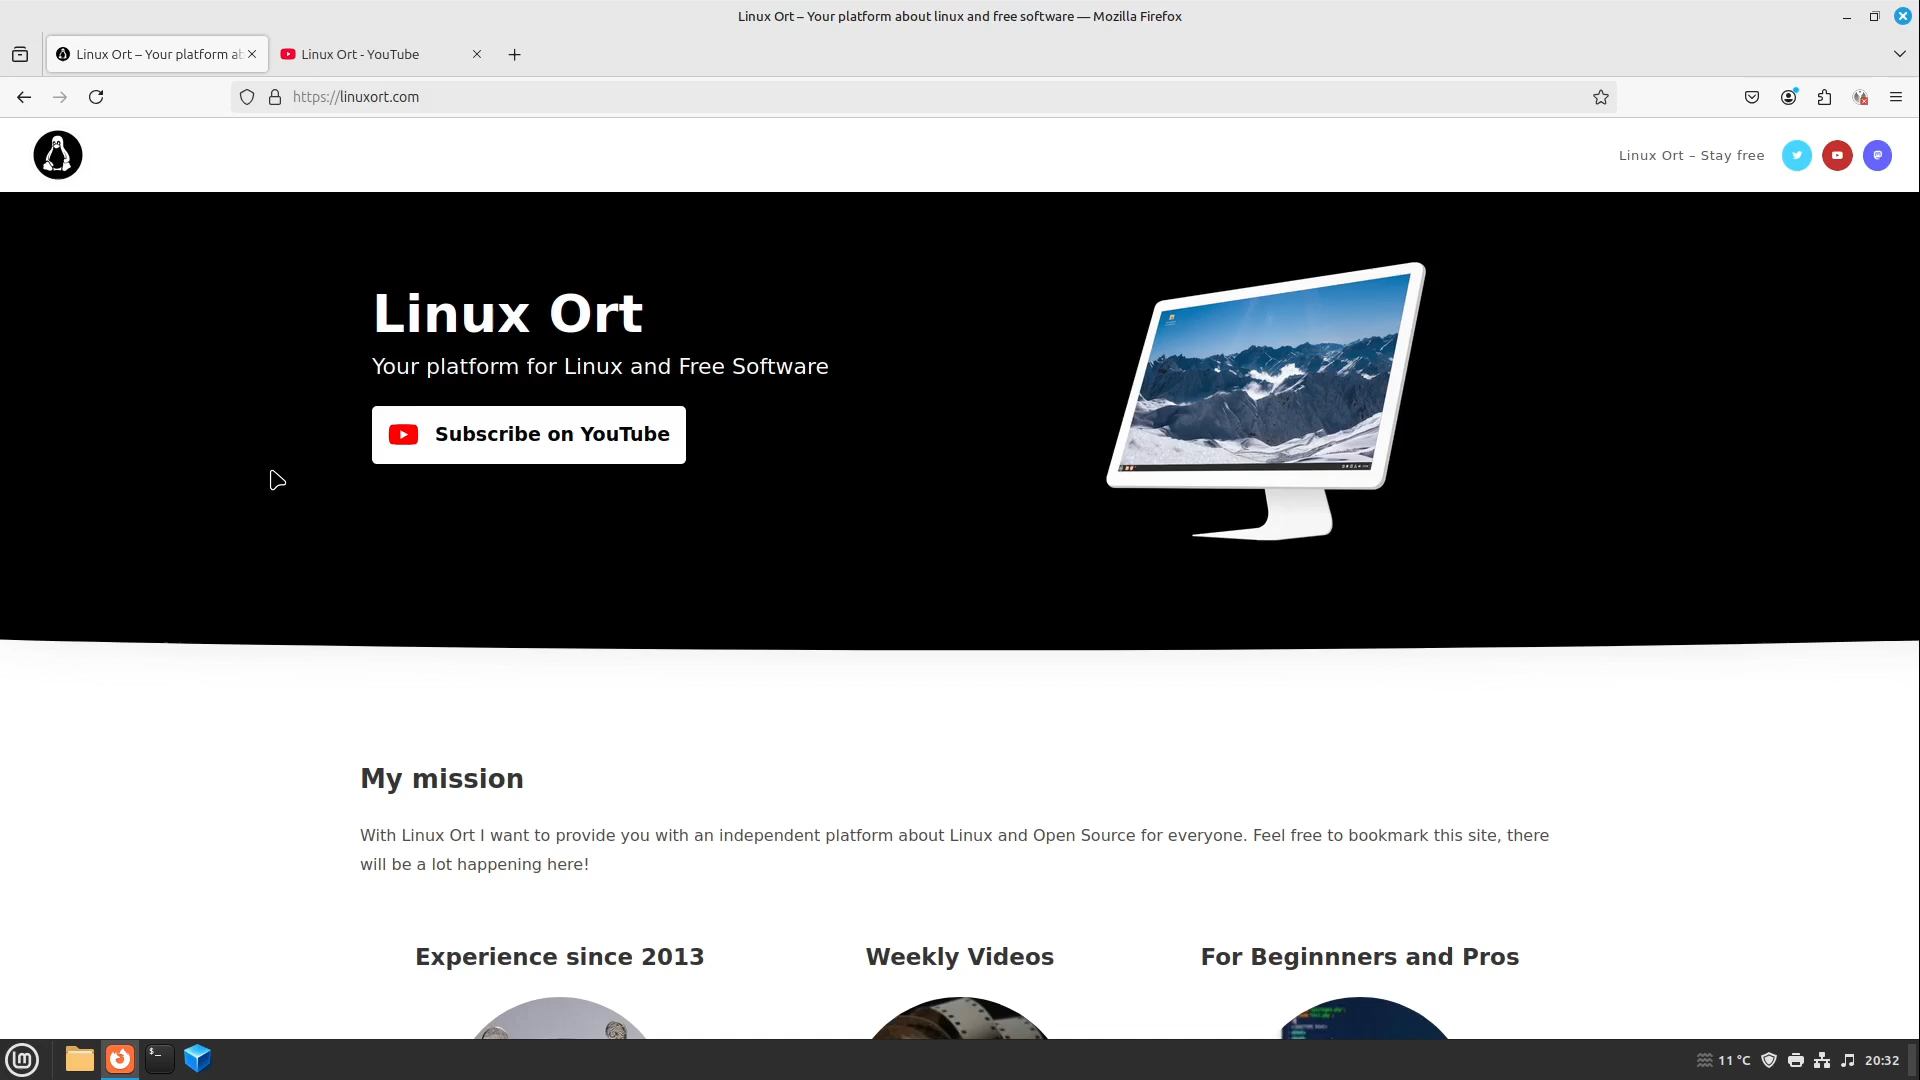 Linux Ort – Your platform about linux and free software — Mozilla Firefox
Linux Ort – Your platform ab
Linux Ort - YouTube
https://linuxort.com
Linux Ort – Stay free
Linux Ort
Your platform for Linux and Free Software
Subscribe on YouTube
My mission
With Linux Ort I want to provide you with an independent platform about Linux and Open Source for everyone. Feel free to bookmark this site, there
will be a lot happening here!
Experience since 2013
Weekly Videos
For Beginnners and Pros
11 °C
20:32